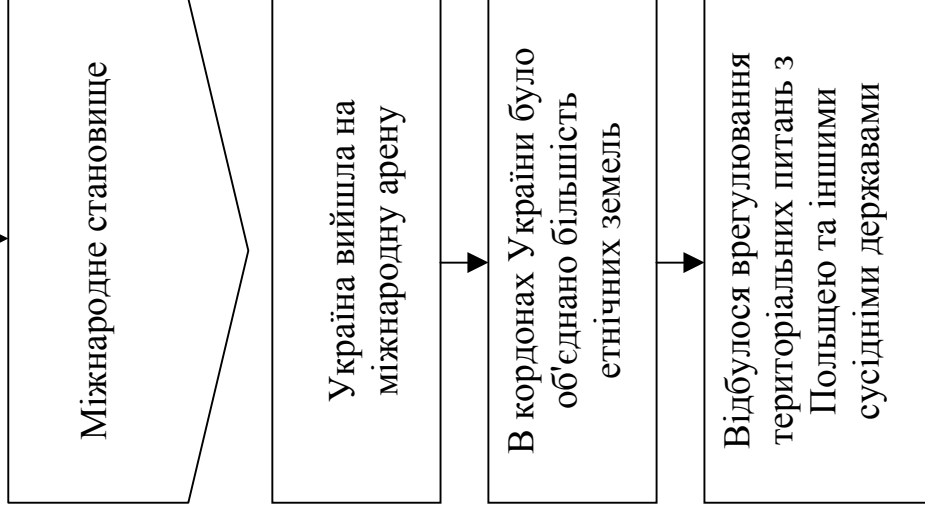 Міжнародне становище
Україна вийшла на
міжнародну арену
В кордонах України було
об'єднано більшість
етнічних земель
Відбулося врегулювання
територіальних питань з
Польщею та іншими
сусідніми державами